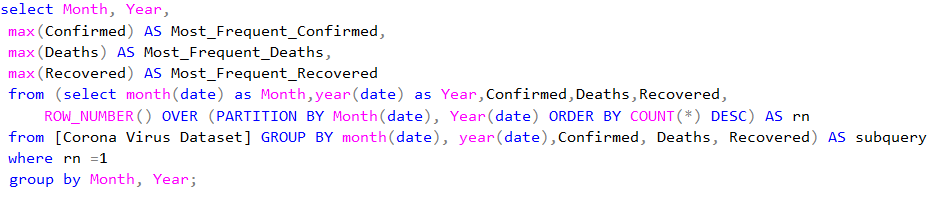 select Month, Year,
max(Confirmed) AS Most_Frequent_Confirmed,
max(Deaths) AS Most_Frequent_Deaths,
max(Recovered) AS Most_Frequent_Recovered
from (select month(date) as Month,year(date) as Year,Confirmed,Deaths,Recovered,
ROW_NUMBER() OVER (PARTITION BY Month(date), Year(date) ORDER BY COUNT(*) DESC) AS rn
from [Corona Virus Dataset] GROUP BY month(date), year(date),Confirmed, Deaths, Recovered) AS subquery
where rn =1
group by Month, Year;